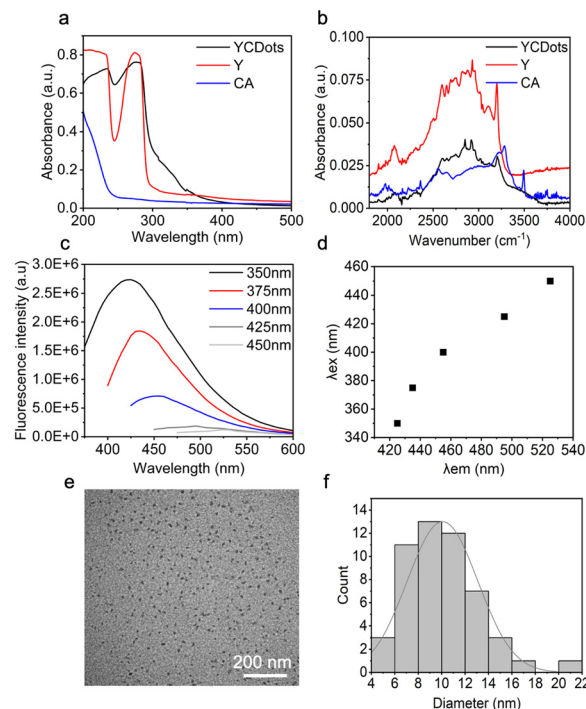 a
YCDots
Y
CA
Absorbance (a.u.)
0.8
0.6
0.4
0.2
0
200 300 400 500
Wavelength (nm)
b
YCDots
Y
CA
Absorbance (a.u.)
0.100
0.075
0.050
0.025
0.000
2000 2500 3000 3500 4000
Wavenumber (cm⁻¹)
c
350nm
375nm
400nm
425nm
450nm
Fluorescence intensity (a.u)
3.0E+6
2.5E+6
2.0E+6
1.5E+6
1.0E+6
5.0E+5
0.0E+0
400 450 500 550 600
Wavelength (nm)
d
λex (nm)
460
440
420
400
380
360
340
420 440 460 480 500 520 540
λem (nm)
e
200 nm
f
Count
14
12
10
8
6
4
2
0
4 6 8 10 12 14 16 18 20 22
Diameter (nm)